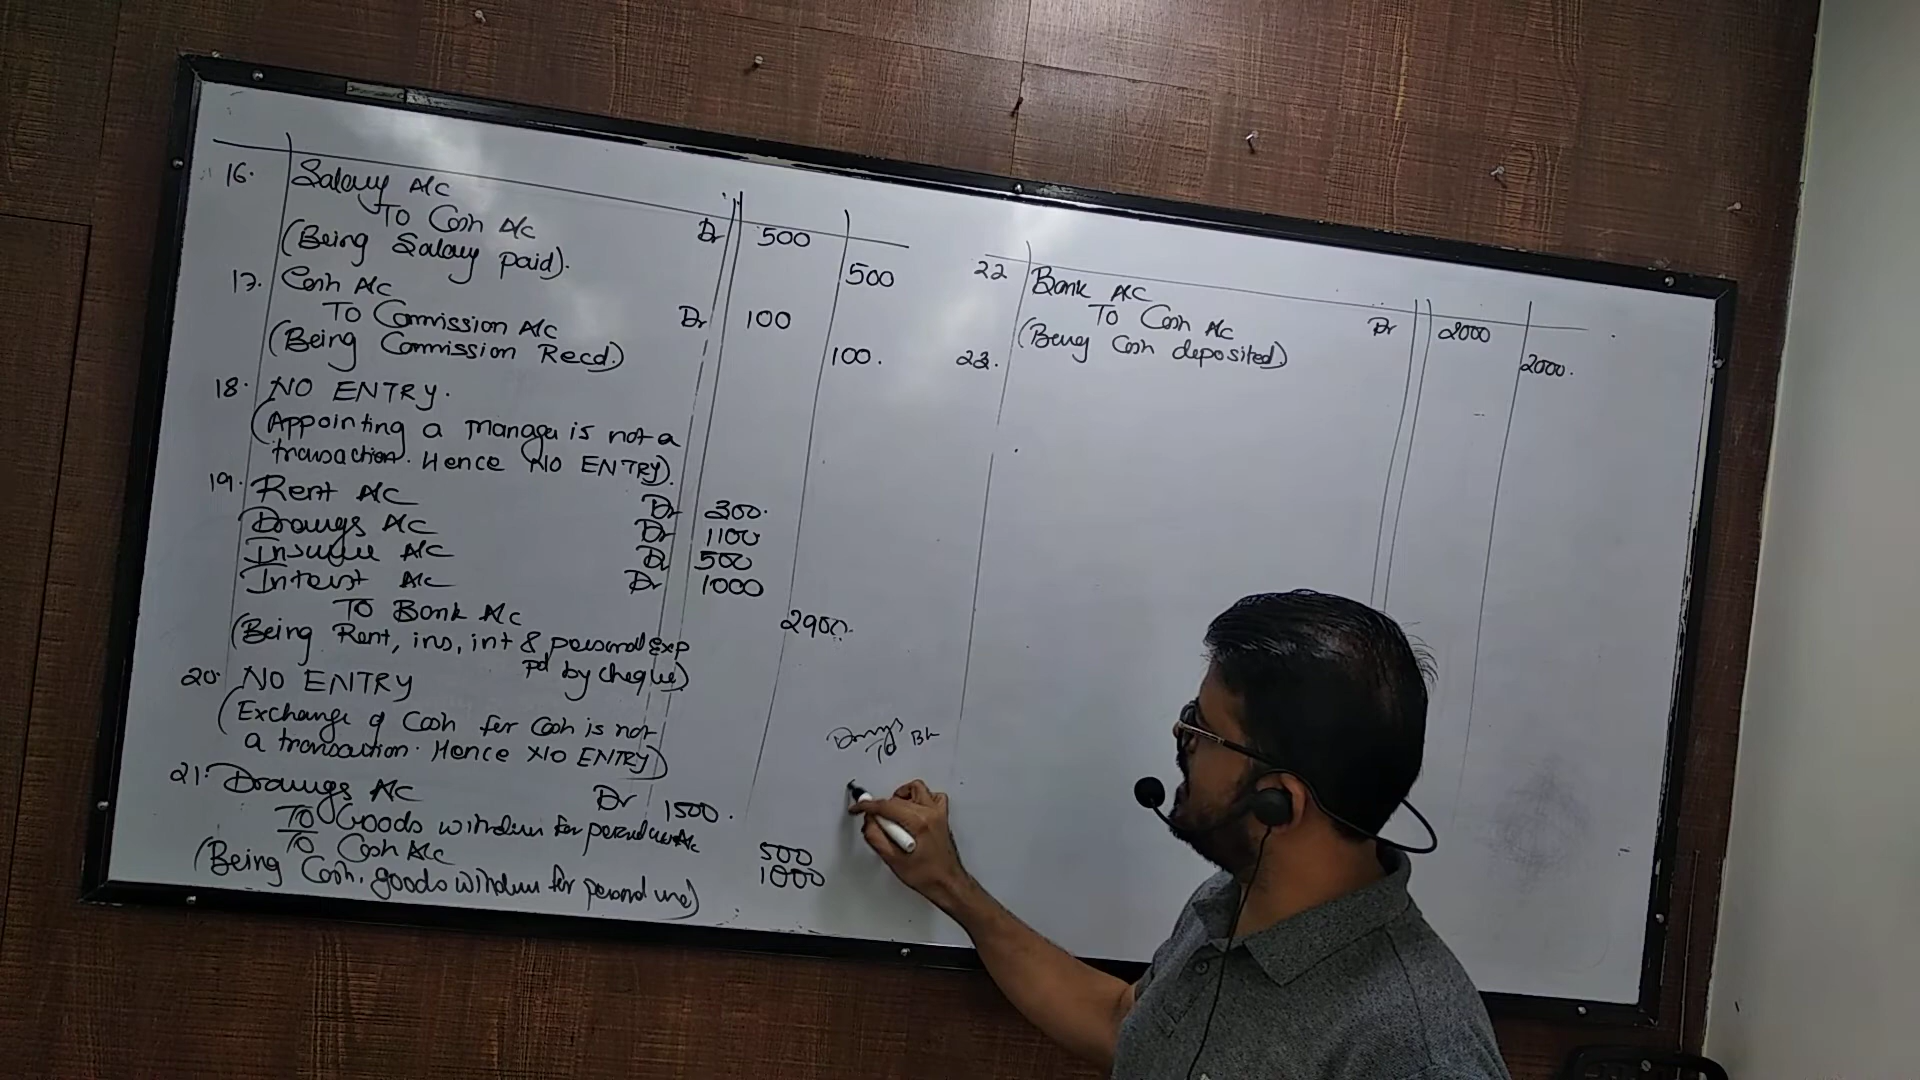 16. Salary A/c Dr 500
To Cash A/c 500
(Being Salary paid).
17. Cash A/c Dr 100
To Commission A/c 100.
(Being Commission Recd.)
18. NO ENTRY.
(Appointing a manager is not a
transaction. Hence NO ENTRY).
19. Rent A/C Dr 300.
Drawings A/C Dr 1100
Insurance A/C Dr 500
Interest A/c Dr 1000
TO Bank A/c 2900.
(Being Rent, ins, int & personal Exp
pd by cheque)
20. NO ENTRY
(Exchange of Cash for Cash is not
a transaction. Hence NO ENTRY)
21. Drawings A/C Dr 1500.
TO Goods withdrawn for personal use A/c 500
TO Cash A/c 1000
(Being Cash, goods withdrawn for personal use)
22 Bank A/C Dr 2000
To Cash A/c 2000.
(Being Cash deposited)
23.
Drawings
To Bk